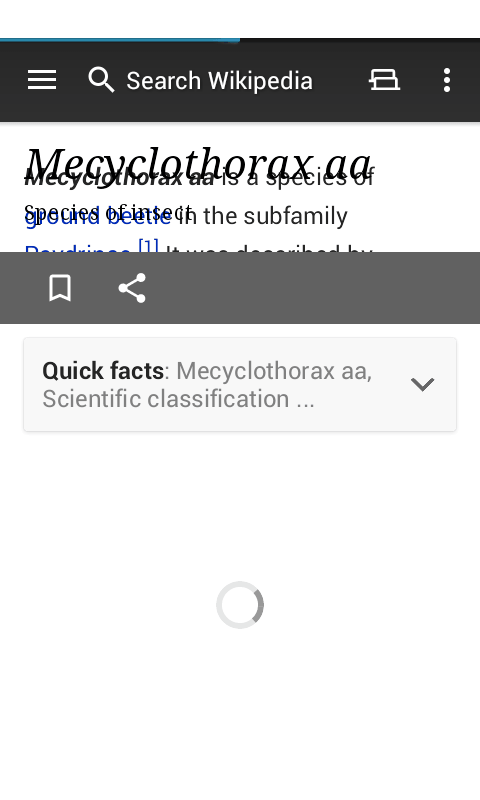 Search Wikipedia
Mecyclothorax aa
Mecyclothorax aa is a species of
Species of insect
ground beetle in the subfamily
Psydrinae.[1] It was described by
Quick facts: Mecyclothorax aa,
Scientific classification ...